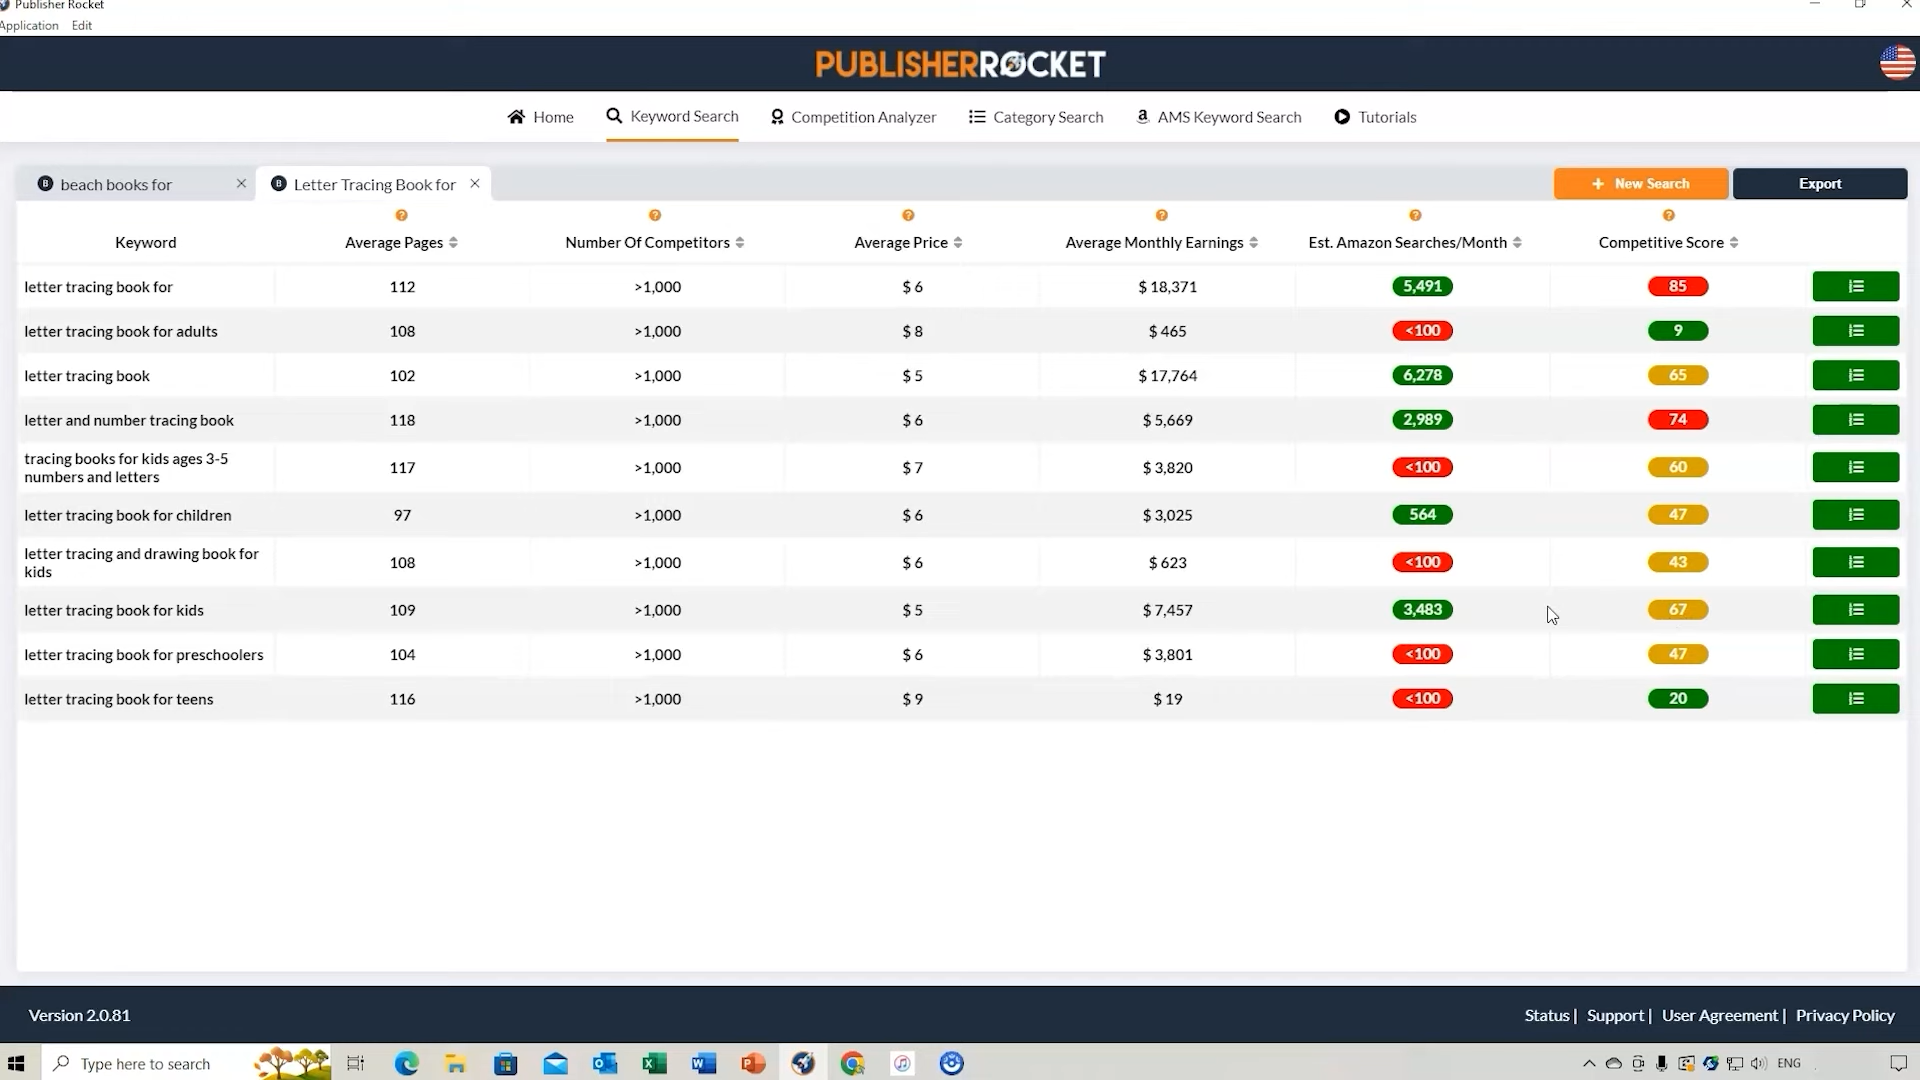 Publisher Rocket
Application Edit
PUBLISHERROCKET
Home Keyword Search Competition Analyzer Category Search AMS Keyword Search Tutorials
beach books for Letter Tracing Book for New Search Export
Keyword Average Pages Number Of Competitors Average Price Average Monthly Earnings Est. Amazon Searches/Month Competitive Score
letter tracing book for 112 >1,000 $ 6 $ 18,371 5,491 85
letter tracing book for adults 108 >1,000 $ 8 $ 465 <100 9
letter tracing book 102 >1,000 $ 5 $ 17,764 6,278 65
letter and number tracing book 118 >1,000 $ 6 $ 5,669 2,989 74
tracing books for kids ages 3-5
numbers and letters 117 >1,000 $ 7 $ 3,820 <100 60
letter tracing book for children 97 >1,000 $ 6 $ 3,025 564 47
letter tracing and drawing book for
kids 108 >1,000 $ 6 $ 623 <100 43
letter tracing book for kids 109 >1,000 $ 5 $ 7,457 3,483 67
letter tracing book for preschoolers 104 >1,000 $ 6 $ 3,801 <100 47
letter tracing book for teens 116 >1,000 $ 9 $ 19 <100 20
Version 2.0.81 Status | Support | User Agreement | Privacy Policy
Type here to search ENG